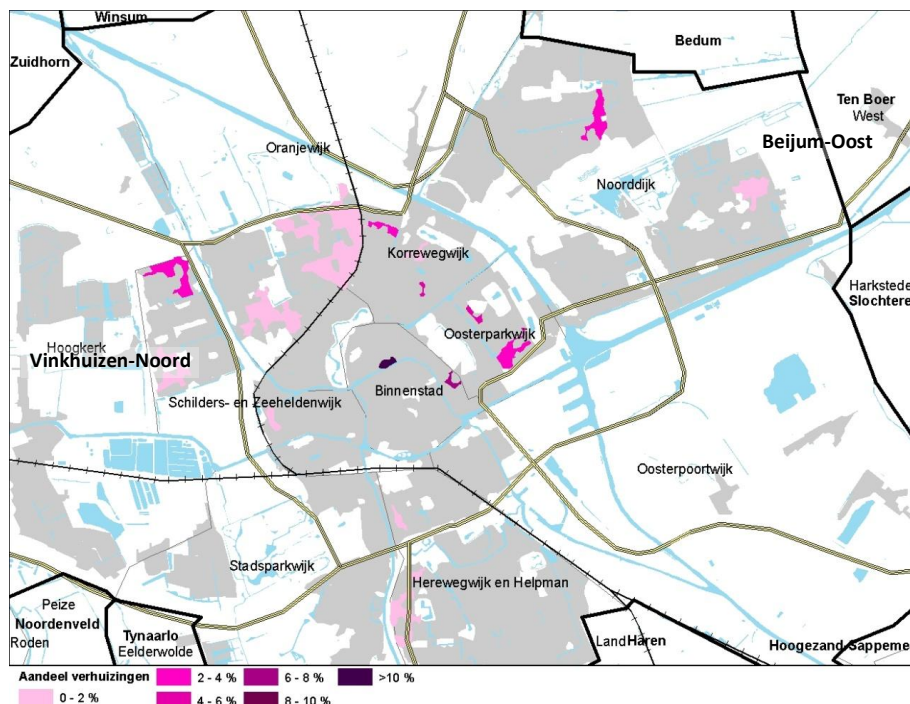 Winsum
Bedum
Zuidhorn
Ten Boer
West
Beijum-Oost
Oranjewijk
Noorddijk
Korrewegwijk
Harkstede
Slochtere
Hoogkerk
Oosterparkwijk
Vinkhuizen-Noord
Binnenstad
Schilders- en Zeeheldenwijk
Oosterpoortwijk
Stadsparkwijk
Herewegwijk en Helpman
Peize
Noordenveld
Roden
Tynaarlo
Eelderwolde
Land Haren
Hoogezand-Sappeme
Aandeel verhuizingen
0 - 2 %
2 - 4 %
4 - 6 %
6 - 8 %
8 - 10 %
>10 %